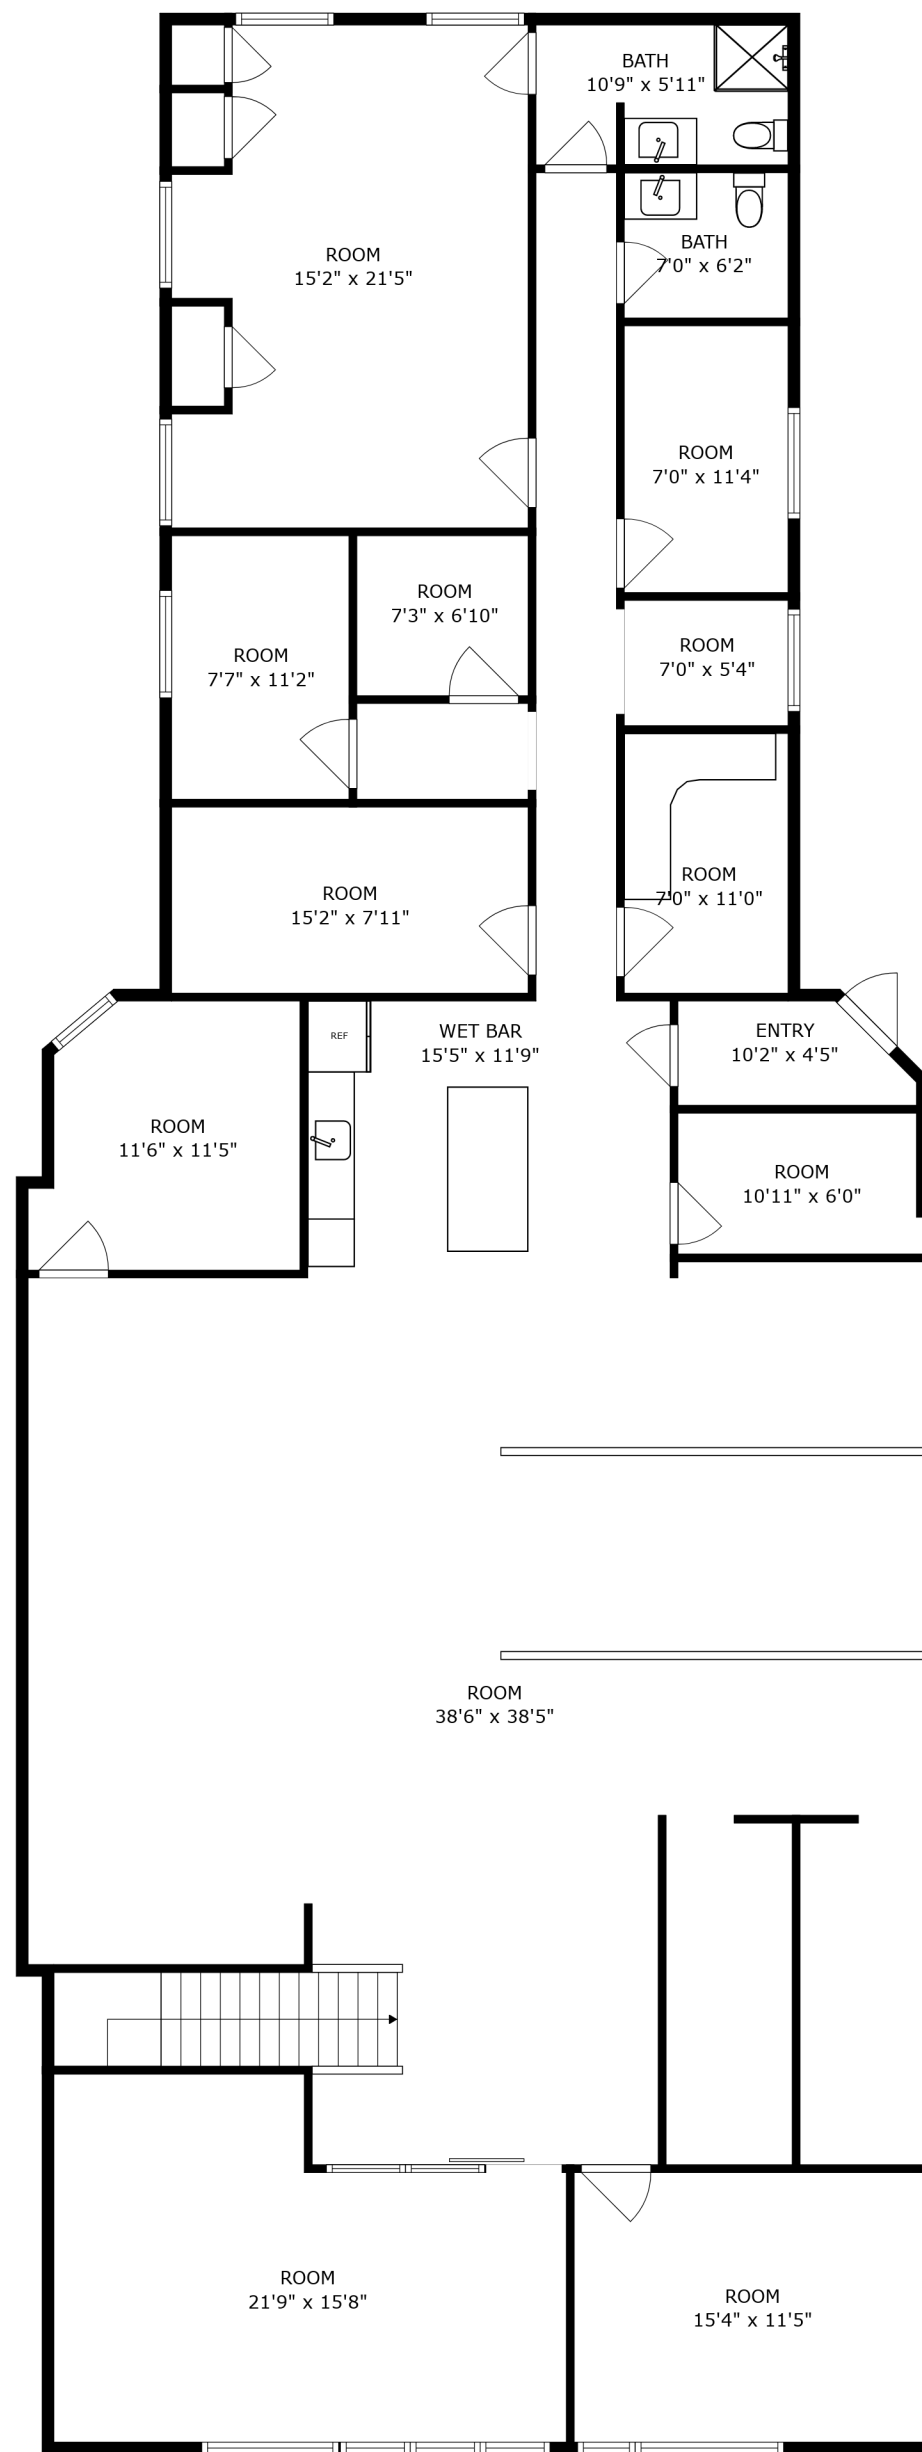 BATH
10'9" x 5'11"
BATH
7'0" x 6'2"
ROOM
15'2" x 21'5"
ROOM
7'0" x 11'4"
ROOM
7'3" x 6'10"
ROOM
7'0" x 5'4"
ROOM
7'7" x 11'2"
ROOM
7'0" x 11'0"
ROOM
15'2" x 7'11"
REF
WET BAR
15'5" x 11'9"
ENTRY
10'2" x 4'5"
ROOM
11'6" x 11'5"
ROOM
10'11" x 6'0"
ROOM
38'6" x 38'5"
ROOM
21'9" x 15'8"
ROOM
15'4" x 11'5"